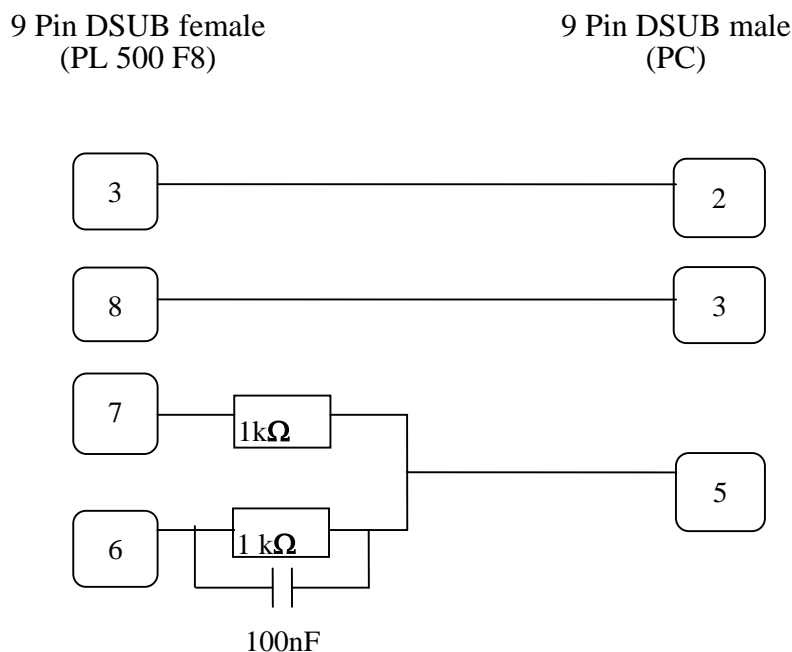 9 Pin DSUB female
(PL 500 F8)
9 Pin DSUB male
(PC)
3
2
8
3
7
1kΩ
5
6
1 kΩ
100nF